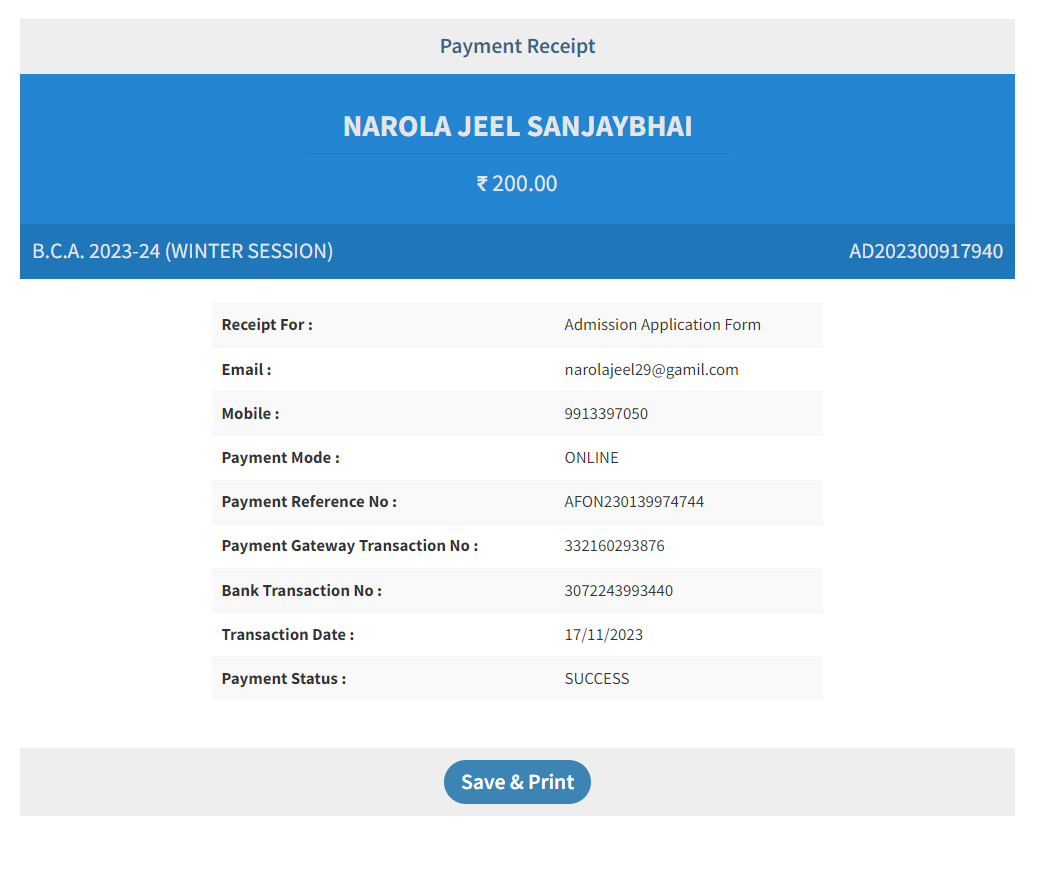 Payment Receipt
NAROLA JEEL SANJAYBHAI
₹ 200.00
B.C.A. 2023-24 (WINTER SESSION) AD202300917940
Receipt For : Admission Application Form
Email : narolajeel29@gamil.com
Mobile : 9913397050
Payment Mode : ONLINE
Payment Reference No : AFON230139974744
Payment Gateway Transaction No : 332160293876
Bank Transaction No : 3072243993440
Transaction Date : 17/11/2023
Payment Status : SUCCESS
Save & Print